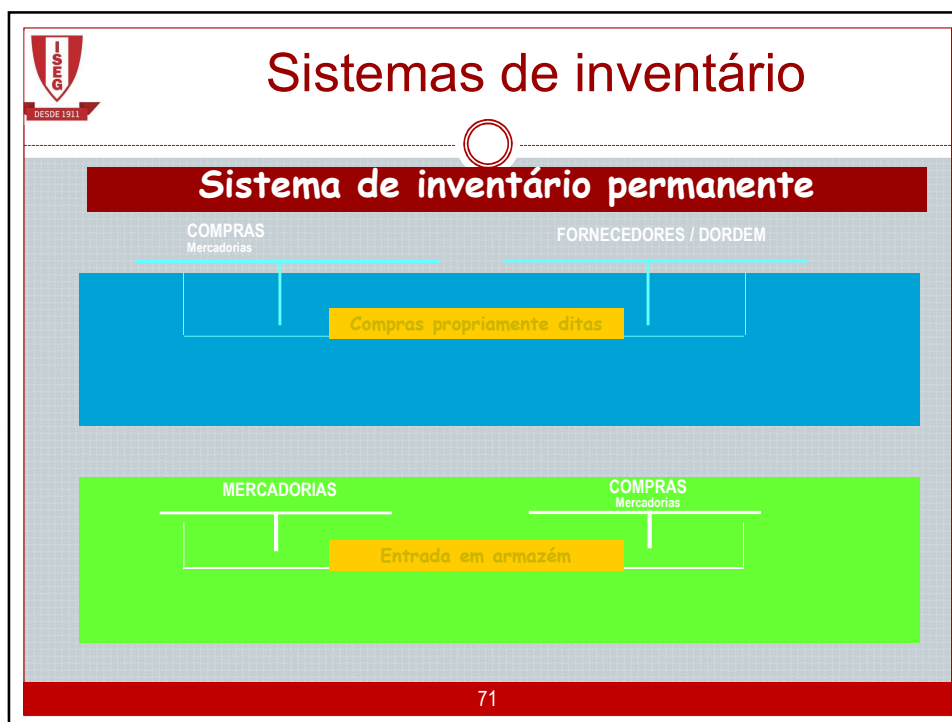 ISEG
DESDE 1911
Sistemas de inventário
Sistema de inventário permanente
COMPRAS
Mercadorias
FORNECEDORES / DORDEM
Compras propriamente ditas
MERCADORIAS
COMPRAS
Mercadorias
Entrada em armazém
71